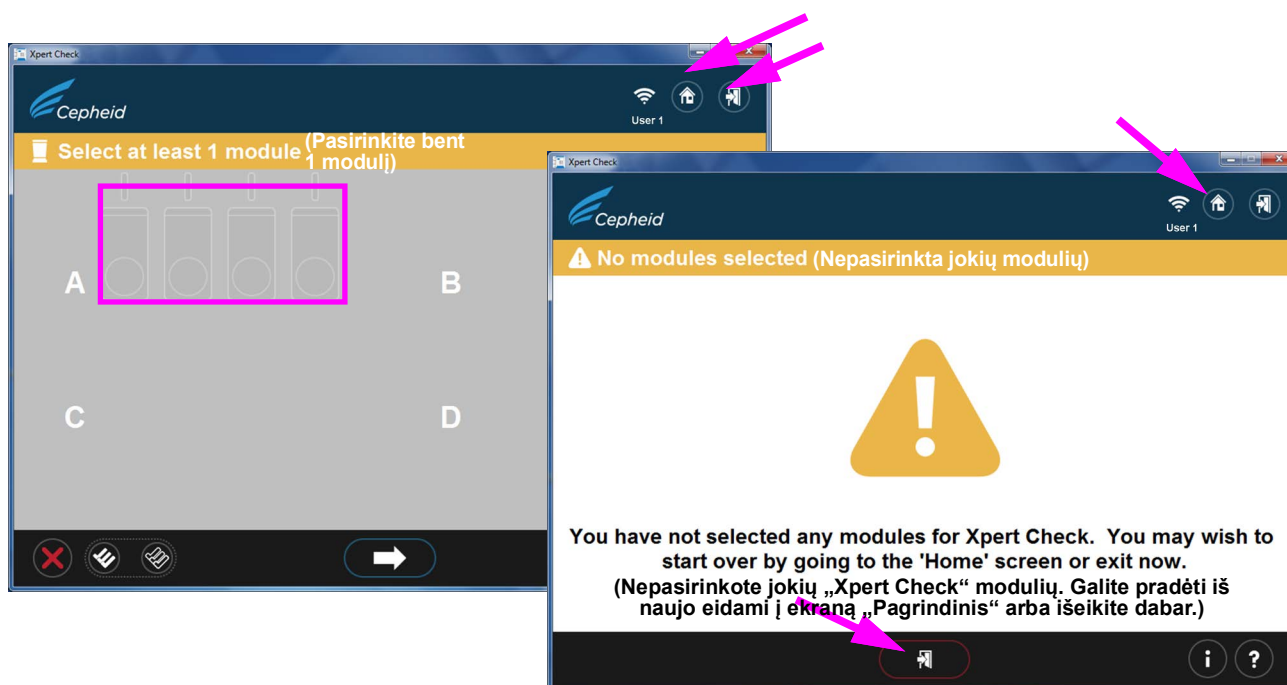 Xpert Check
Cepheid
User 1
Select at least 1 module (Pasirinkite bent
1 modulį)
A
B
C
D
Xpert Check
Cepheid
User 1
No modules selected (Nepasirinkta jokių modulių)
You have not selected any modules for Xpert Check. You may wish to
start over by going to the 'Home' screen or exit now.
(Nepasirinkote jokių „Xpert Check“ modulių. Galite pradėti iš
naujo eidami į ekraną „Pagrindinis“ arba išeikite dabar.)
i ?